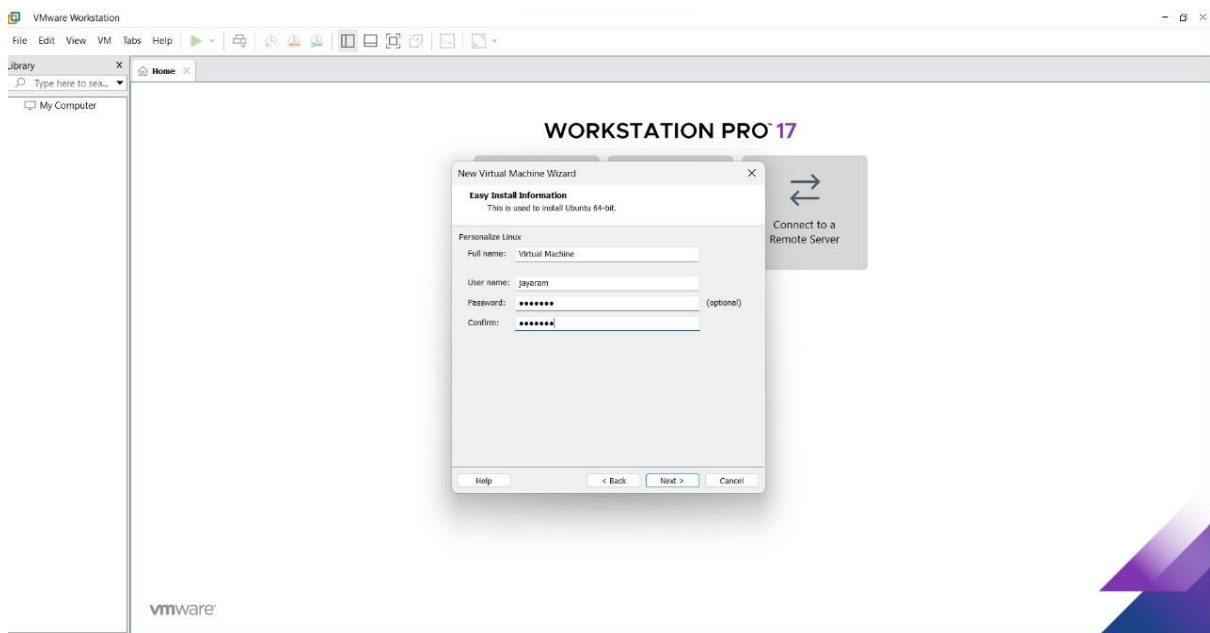 VMware Workstation
File Edit View VM Tabs Help
Library
Type here to sea...
My Computer
Home
WORKSTATION PRO™ 17
Connect to a
Remote Server
New Virtual Machine Wizard
Easy Install Information
This is used to install Ubuntu 64-bit.
Personalize Linux
Full name: Virtual Machine
User name: jayaram
Password: ●●●●●●● (optional)
Confirm: ●●●●●●●
Help < Back Next > Cancel
vmware